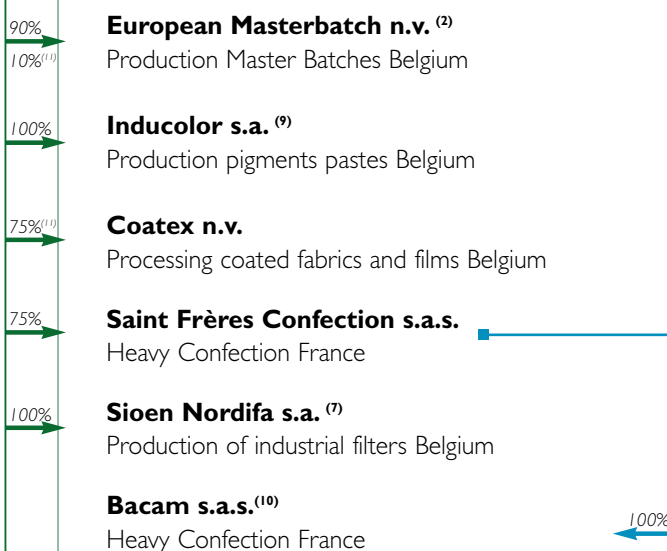 90%
European Masterbatch n.v. (2)
10%(11)
Production Master Batches Belgium
100%
Inducolor s.a. (9)
Production pigments pastes Belgium
75%(11)
Coatex n.v.
Processing coated fabrics and films Belgium
75%
Saint Frères Confection s.a.s.
Heavy Confection France
100%
Sioen Nordifa s.a. (7)
Production of industrial filters Belgium
Bacam s.a.s.(10)
100%
Heavy Confection France